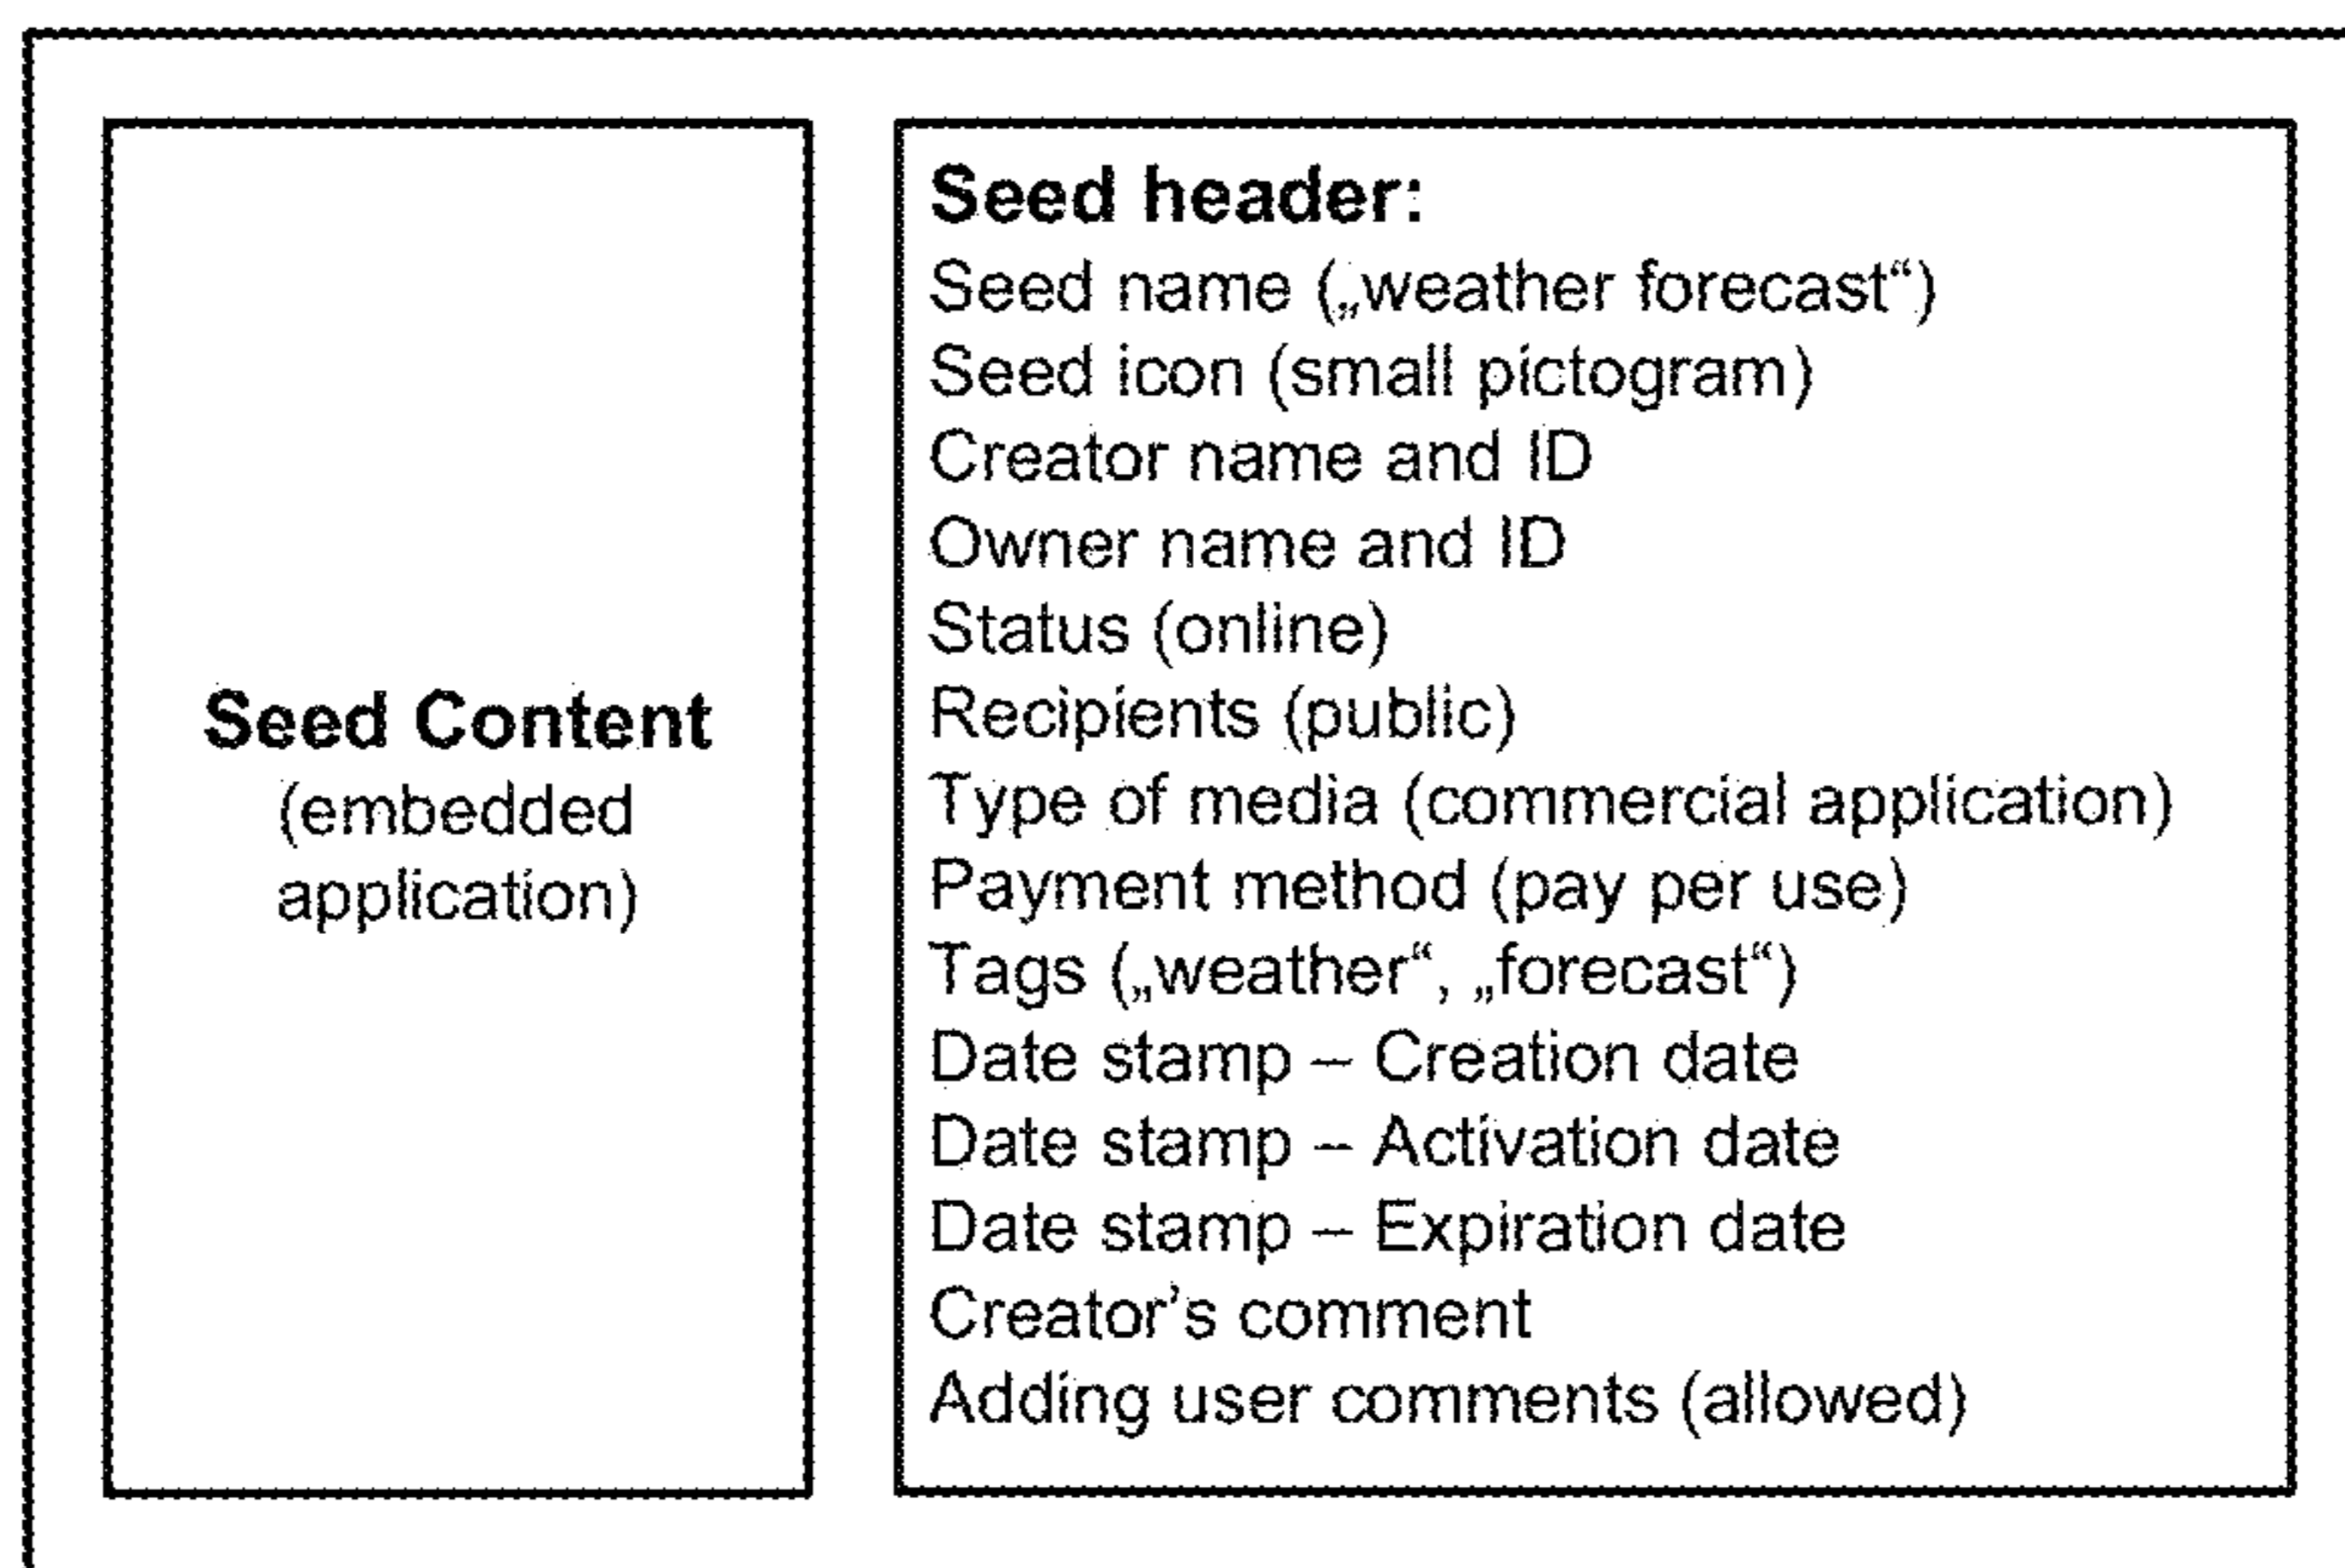 Seed Content
(embedded
application)
Seed header:
Seed name („weather forecast“)
Seed icon (small pictogram)
Creator name and ID
Owner name and ID
Status (online)
Recipients (public)
Type of media (commercial application)
Payment method (pay per use)
Tags („weather“, „forecast“)
Date stamp – Creation date
Date stamp – Activation date
Date stamp – Expiration date
Creator’s comment
Adding user comments (allowed)